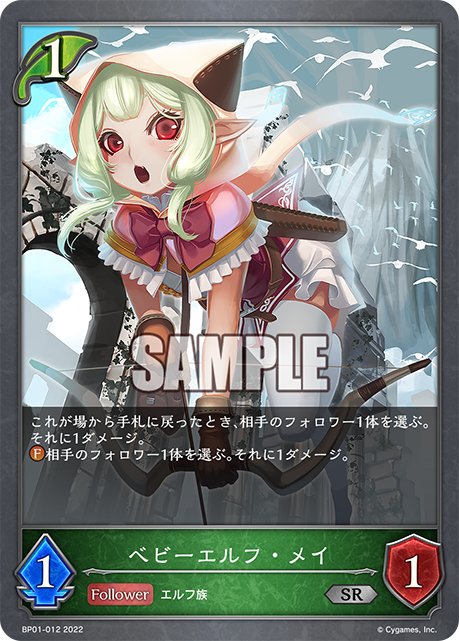 1
SAMPLE
これが場から手札に戻ったとき、相手のフォロワー1体を選ぶ。
それに1ダメージ。
F相手のフォロワー1体を選ぶ。それに1ダメージ。
ベビーエルフ・メイ
1
Follower エルフ族
SR
1
BP01-012 2022
© Cygames, Inc.